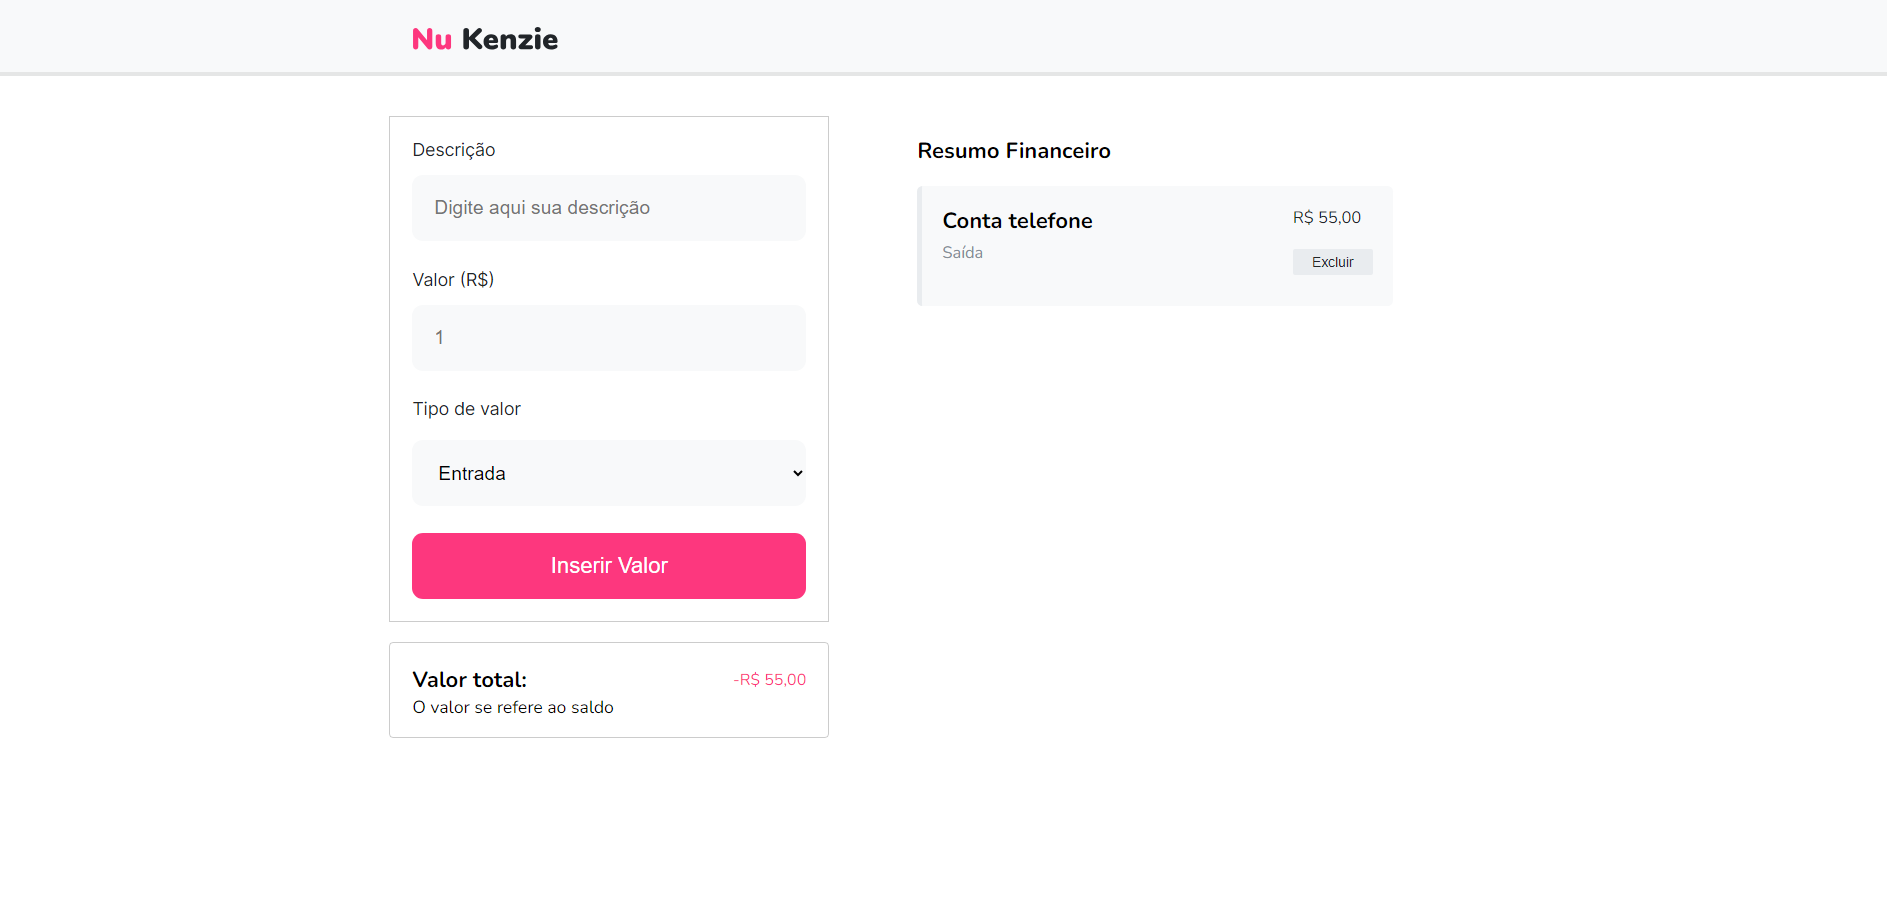 Nu Kenzie
Descrição
Digite aqui sua descrição
Valor (R$)
1
Tipo de valor
Entrada
Inserir Valor
Valor total:
-R$ 55,00
O valor se refere ao saldo
Resumo Financeiro
Conta telefone
R$ 55,00
Saída
Excluir